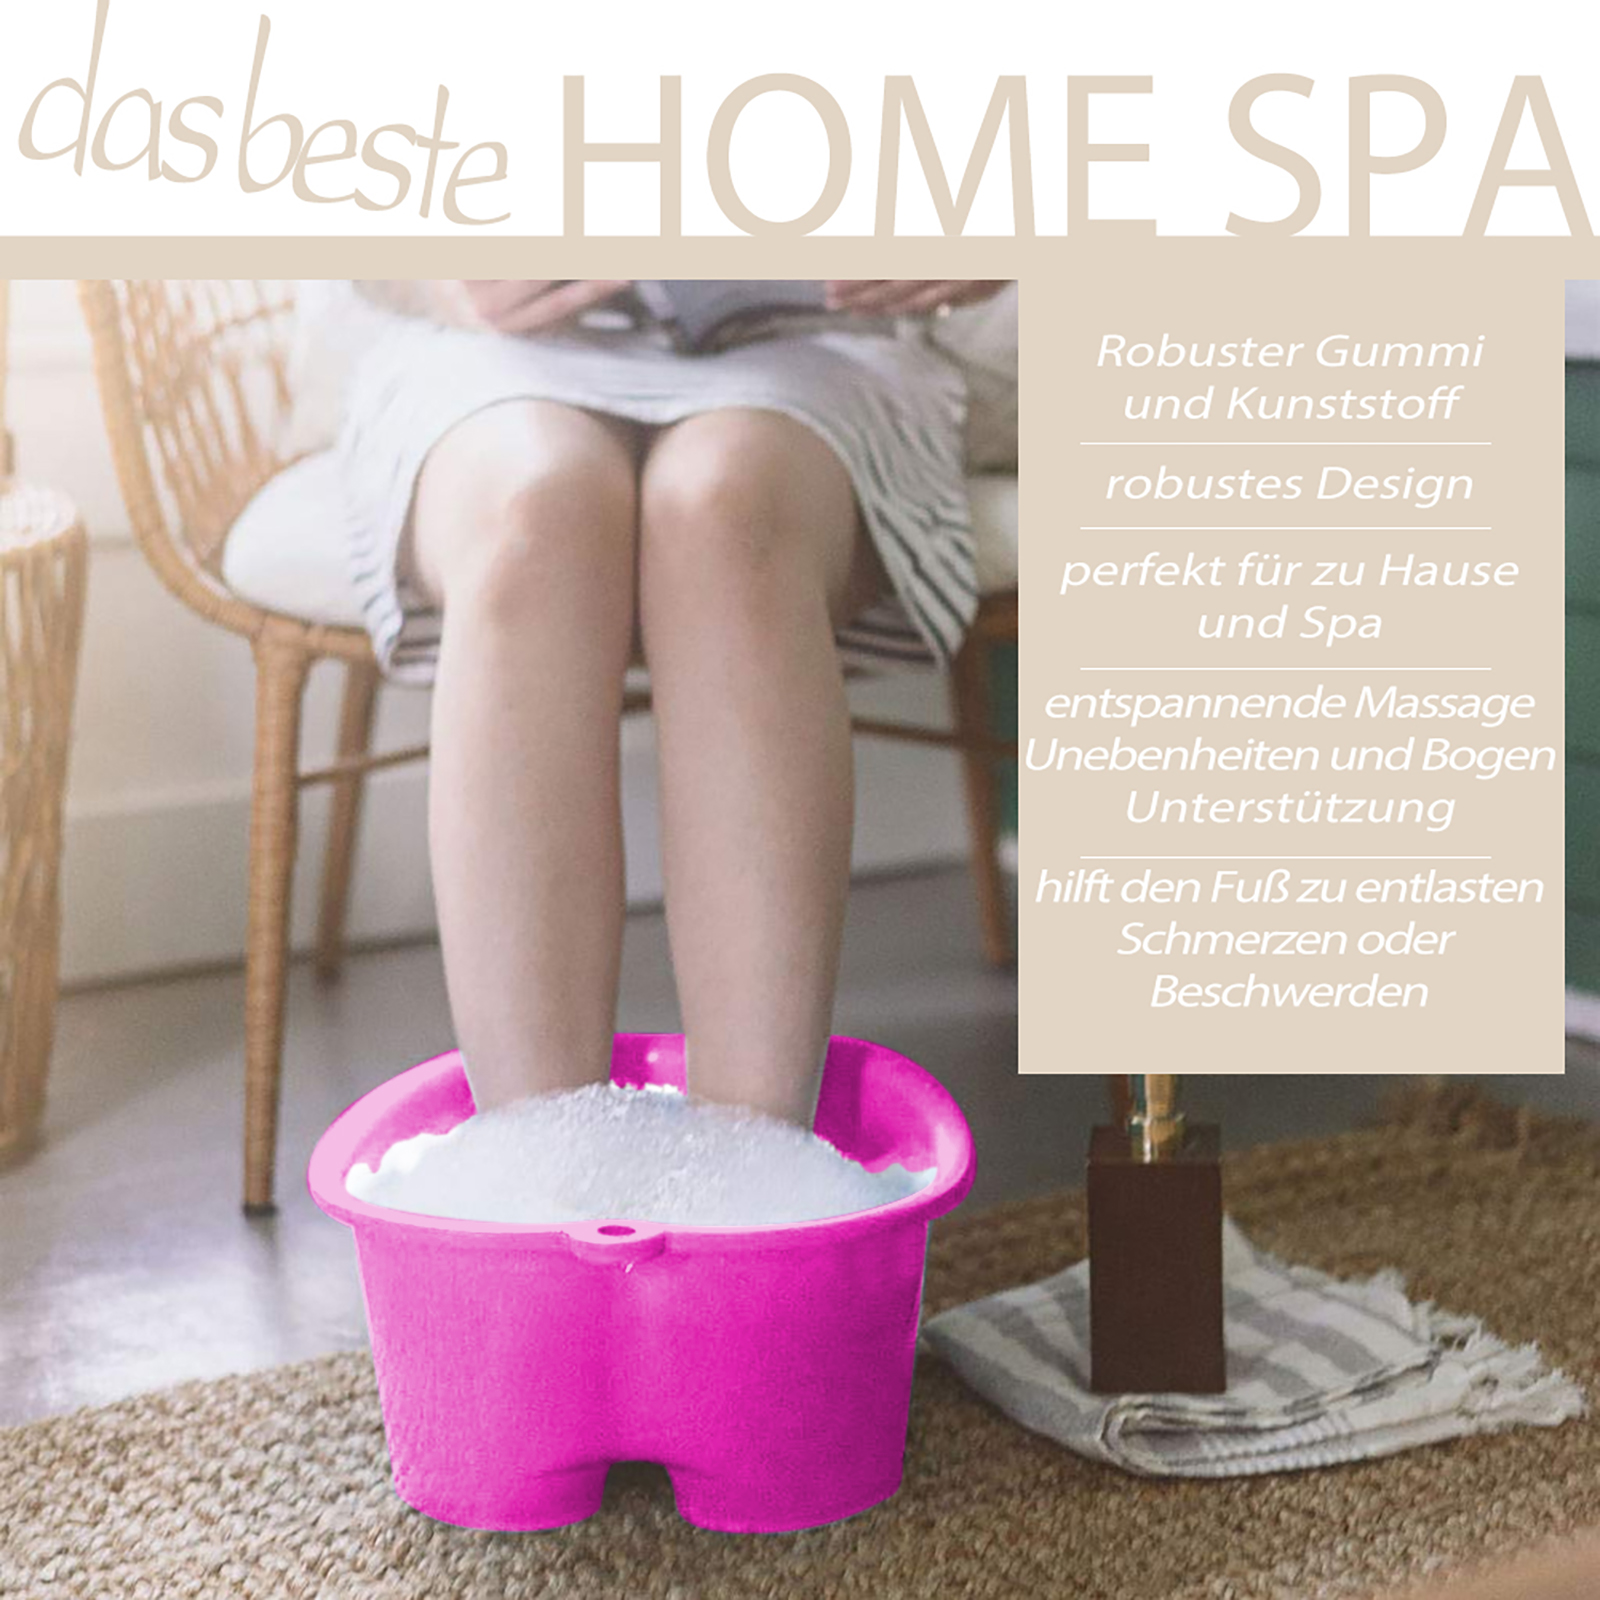 das beste HOME SPA
Robuster Gummi
und Kunststoff
robustes Design
perfekt für zu Hause
und Spa
entspannende Massage
Unebenheiten und Bogen
Unterstützung
hilft den Fuß zu entlasten
Schmerzen oder
Beschwerden